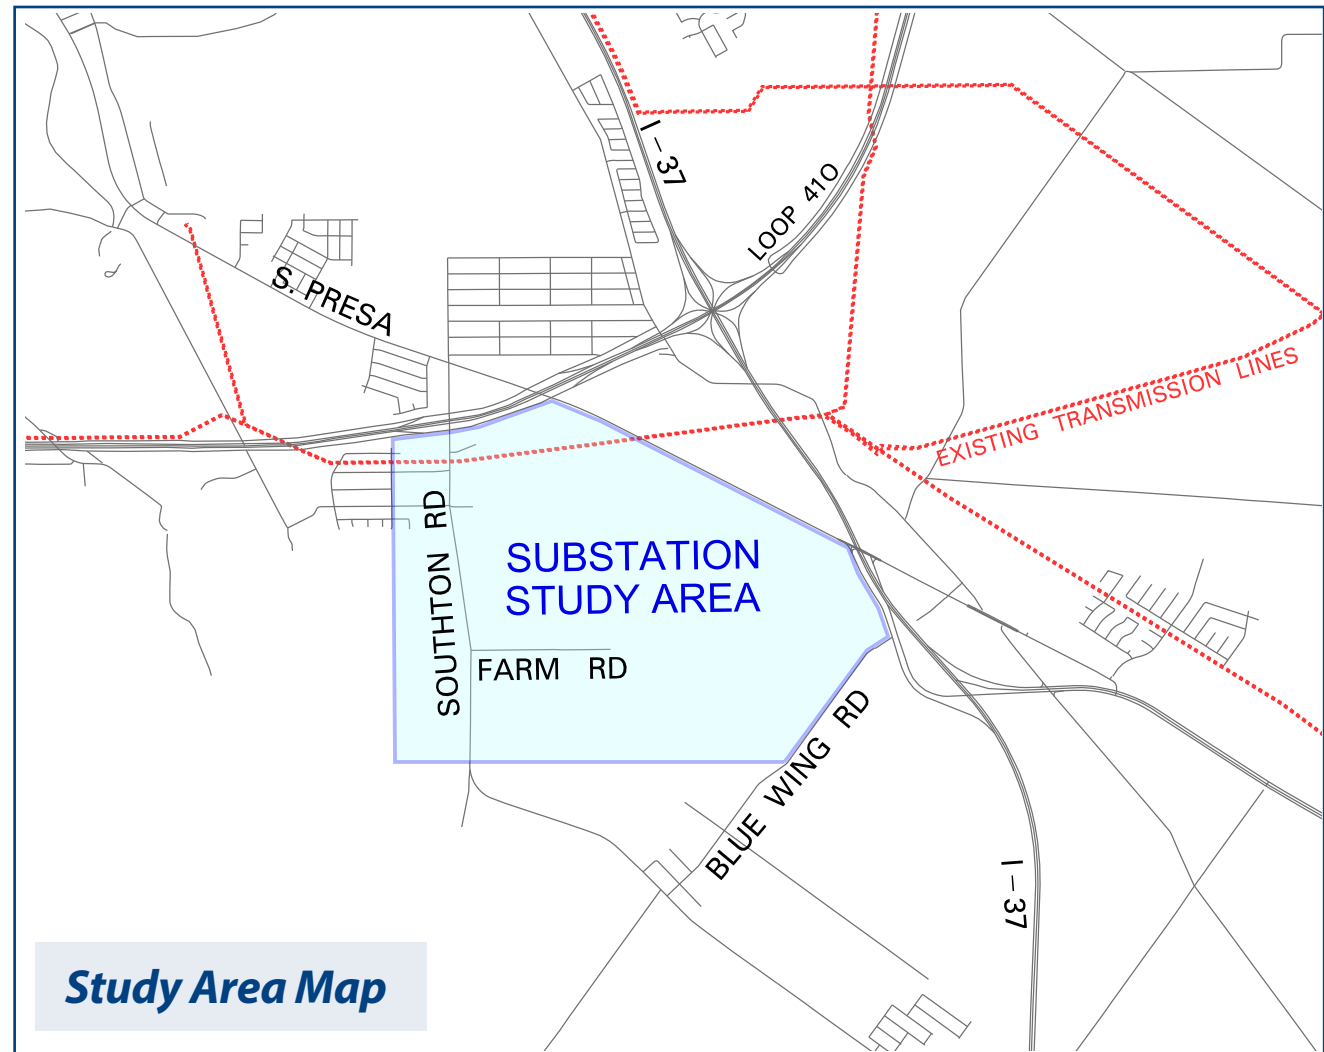 I-37
LOOP 410
S. PRESA
EXISTING TRANSMISSION LINES
SOUTHTON RD
SUBSTATION
STUDY AREA
FARM RD
BLUE WING RD
I-37
Study Area Map